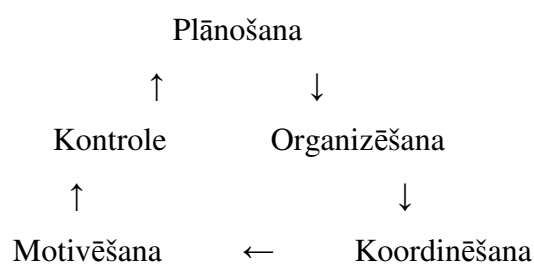 Plānošana
↑ ↓
Kontrole Organizēšana
↑ ↓
Motivēšana ← Koordinēšana